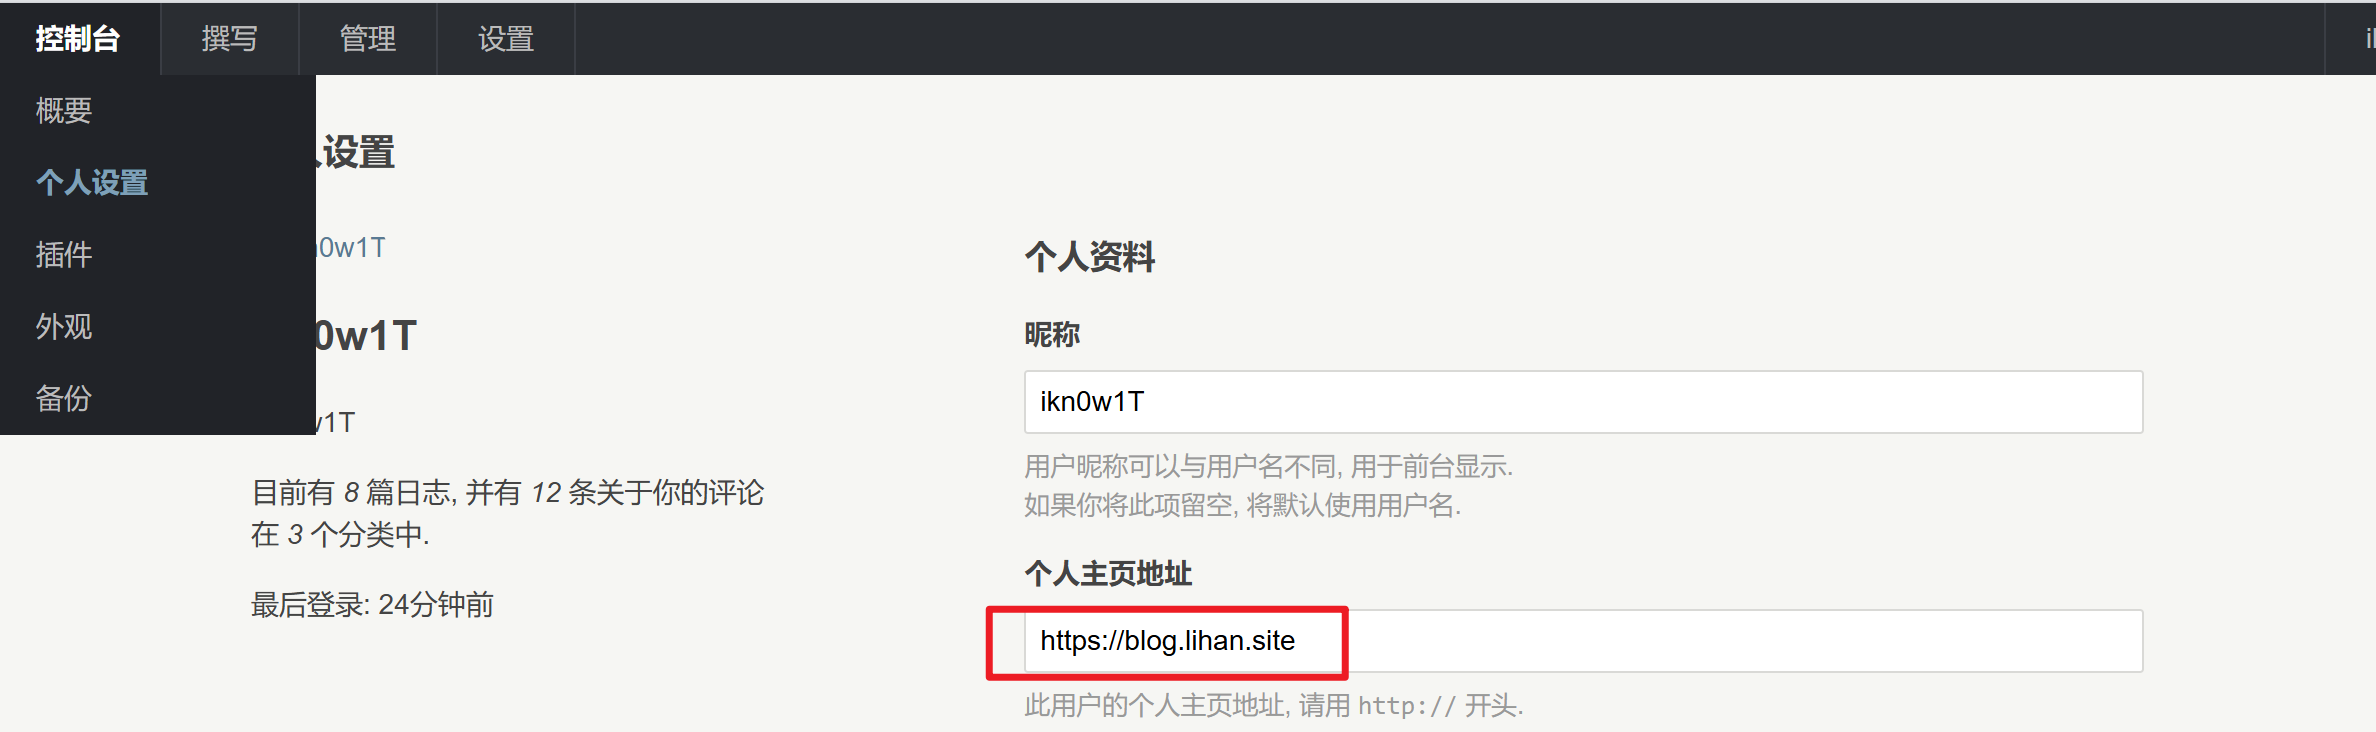 控制台 撰写 管理 设置
概要
个人设置
插件
外观
备份
设置
0w1T
0w1T
w1T
目前有 8 篇日志, 并有 12 条关于你的评论
在 3 个分类中.
最后登录: 24分钟前
个人资料
昵称
ikn0w1T
用户昵称可以与用户名不同, 用于前台显示.
如果你将此项留空, 将默认使用用户名.
个人主页地址
https://blog.lihan.site
此用户的个人主页地址, 请用 http:// 开头.